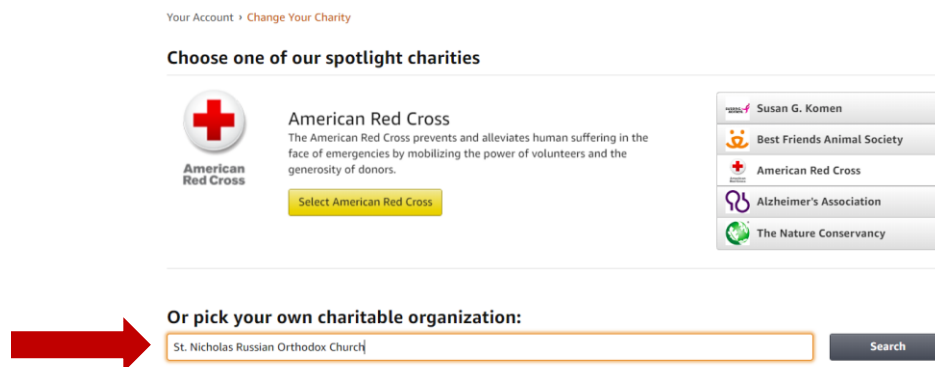 Your Account › Change Your Charity
Choose one of our spotlight charities
American Red Cross
The American Red Cross prevents and alleviates human suffering in the
face of emergencies by mobilizing the power of volunteers and the
generosity of donors.
Select American Red Cross
American
Red Cross
Susan G. Komen
Best Friends Animal Society
American Red Cross
Alzheimer's Association
The Nature Conservancy
Or pick your own charitable organization:
St. Nicholas Russian Orthodox Church
Search